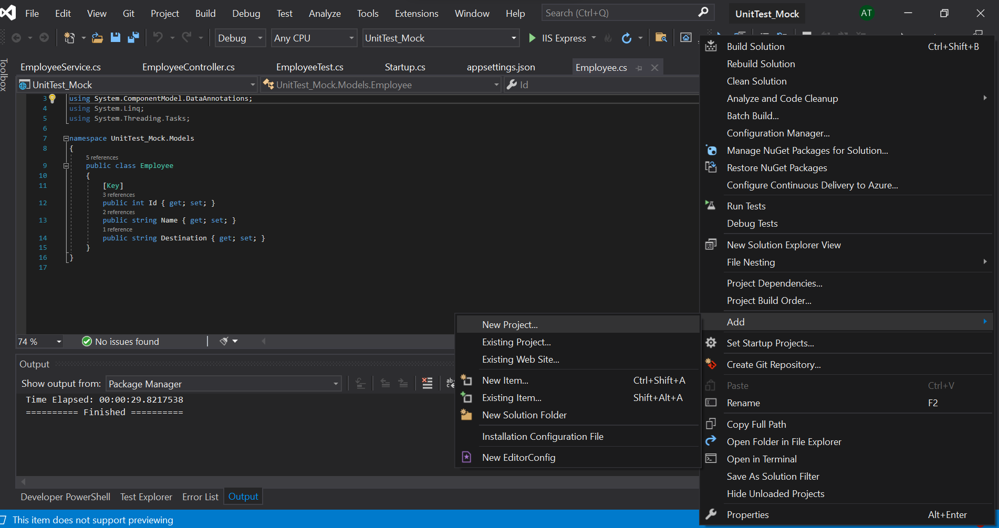 File Edit View Git Project Build Debug Test Analyze Tools Extensions Window Help Search (Ctrl+Q) UnitTest_Mock AT
Debug Any CPU UnitTest_Mock IIS Express
Toolbox
EmployeeService.cs EmployeeController.cs EmployeeTest.cs Startup.cs appsettings.json Employee.cs
UnitTest_Mock UnitTest_Mock.Models.Employee Id
3 using System.ComponentModel.DataAnnotations;
4 using System.Linq;
5 using System.Threading.Tasks;
6
7 namespace UnitTest_Mock.Models
8 {
5 references
9 public class Employee
10 {
11 [Key]
3 references
12 public int Id { get; set; }
2 references
13 public string Name { get; set; }
1 reference
14 public string Destination { get; set; }
15 }
16 }
17
74 % No issues found
Output
Show output from: Package Manager
Time Elapsed: 00:00:29.8217538
========== Finished ==========
Developer PowerShell Test Explorer Error List Output
This item does not support previewing
Build Solution Ctrl+Shift+B
Rebuild Solution
Clean Solution
Analyze and Code Cleanup
Batch Build...
Configuration Manager...
Manage NuGet Packages for Solution...
Restore NuGet Packages
Configure Continuous Delivery to Azure...
Run Tests
Debug Tests
New Solution Explorer View
File Nesting
Project Dependencies...
Project Build Order...
Add
New Project...
Existing Project...
Existing Web Site...
New Item... Ctrl+Shift+A
Existing Item... Shift+Alt+A
New Solution Folder
Installation Configuration File
New EditorConfig
Set Startup Projects...
Create Git Repository...
Paste Ctrl+V
Rename F2
Copy Full Path
Open Folder in File Explorer
Open in Terminal
Save As Solution Filter
Hide Unloaded Projects
Properties Alt+Enter